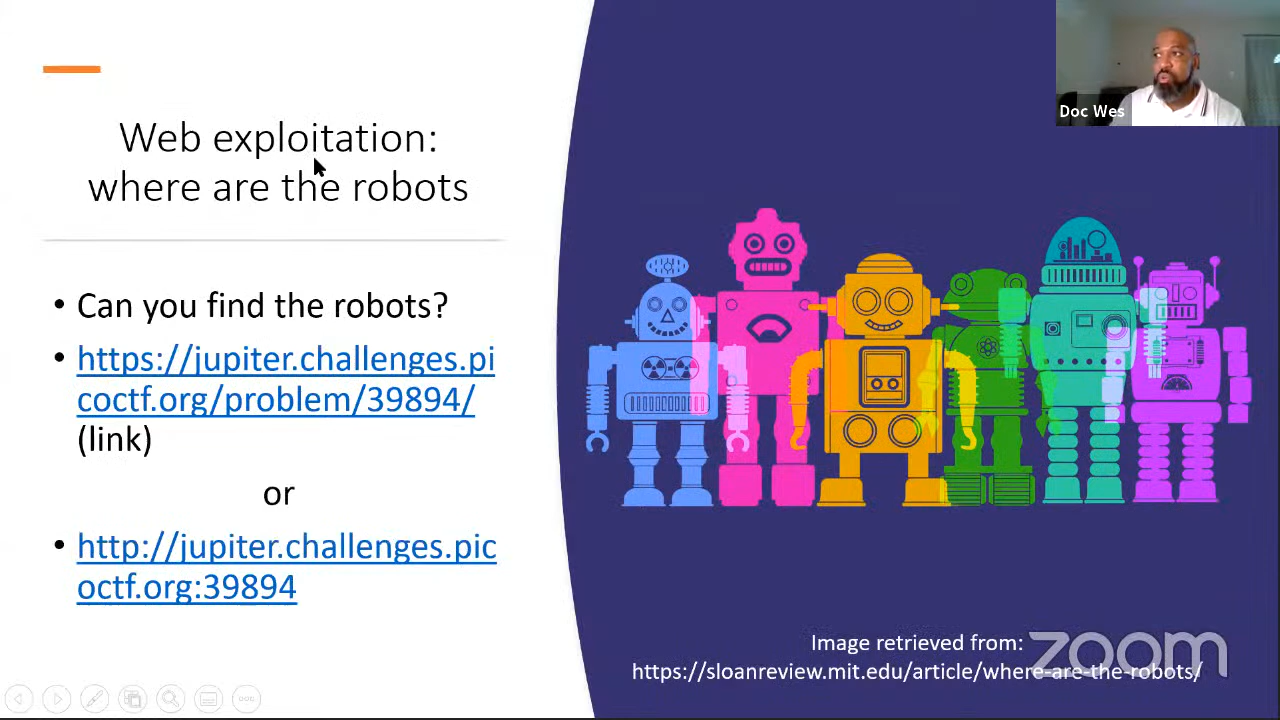 Web exploitation:
where are the robots
• Can you find the robots?
• https://jupiter.challenges.pi
coctf.org/problem/39894/
(link)
or
• http://jupiter.challenges.pic
octf.org:39894
Doc Wes
Image retrieved from:
https://sloanreview.mit.edu/article/where-are-the-robots/
zoom